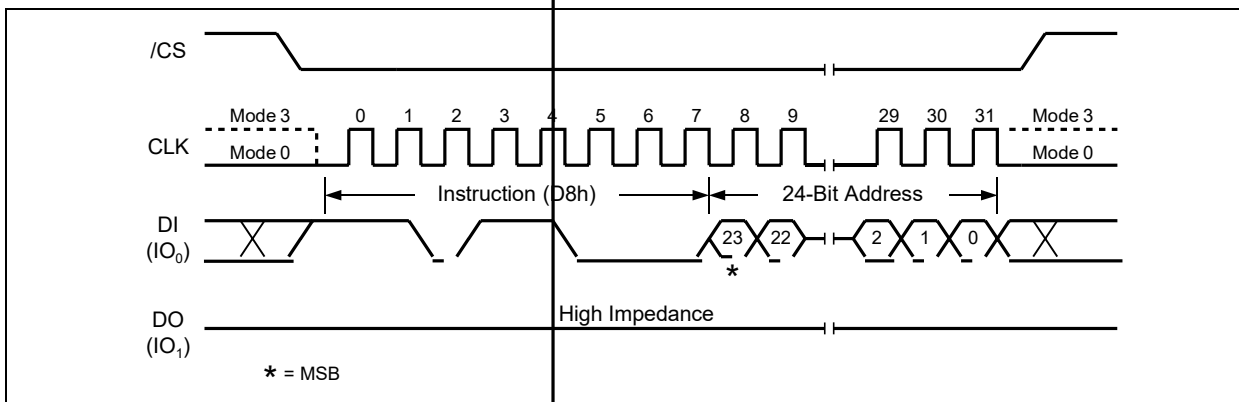 /CS
Mode 3 0 1 2 3 4 5 6 7 8 9 29 30 31 Mode 3
CLK
Mode 0 Mode 0
Instruction (D8h) 24-Bit Address
DI
(IO₀)
23 22 2 1 0
*
DO
(IO₁)
High Impedance
* = MSB